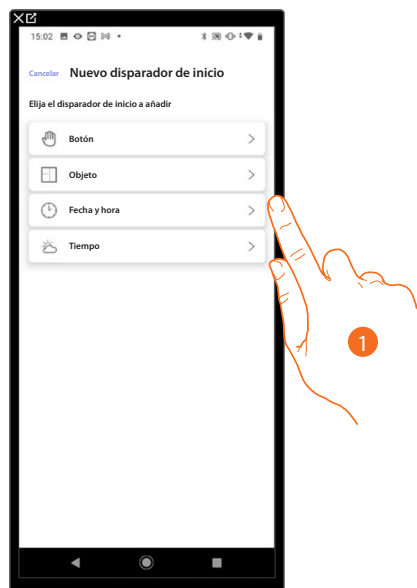 15:02
Cancelar Nuevo disparador de inicio
Elija el disparador de inicio a añadir
Botón
Objeto
Fecha y hora
Tiempo
1